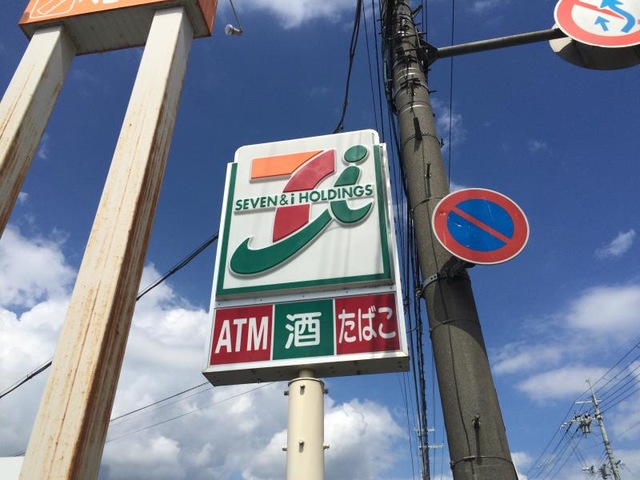 SEVEN & i HOLDINGS
ATM 酒 たばこ